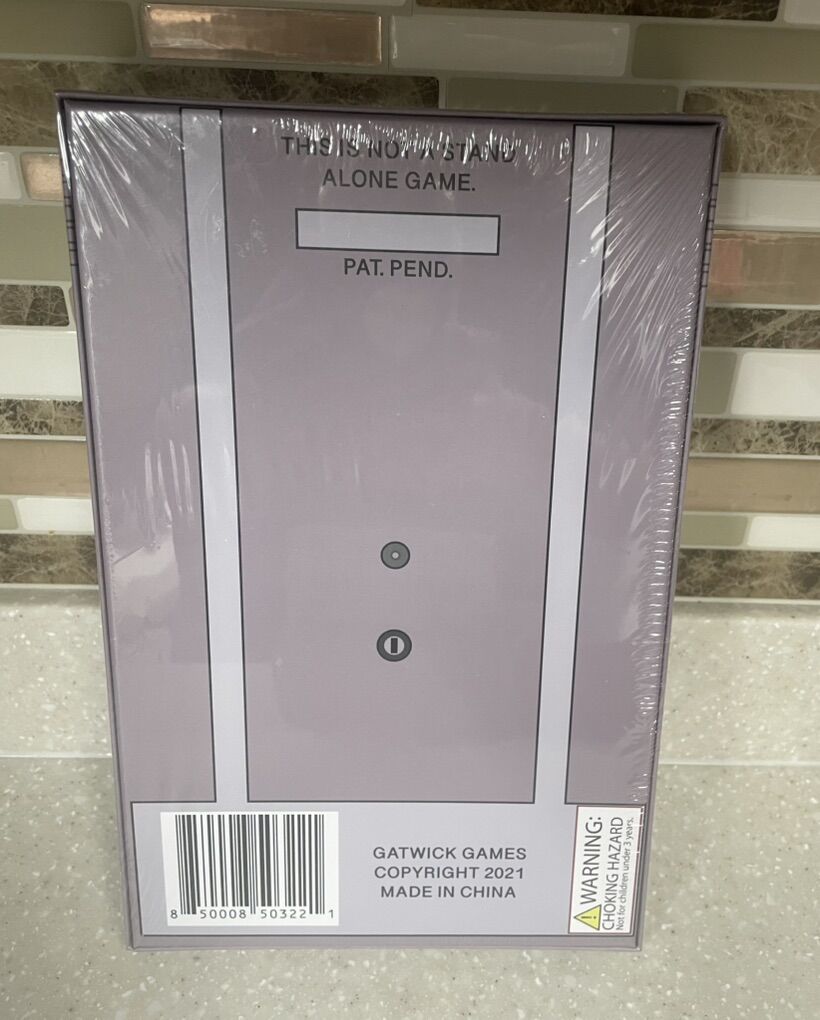 THIS IS NOT A STAND
ALONE GAME.
PAT. PEND.
8 50008 50322 1
GATWICK GAMES
COPYRIGHT 2021
MADE IN CHINA
WARNING:
CHOKING HAZARD
Not for children under 3 years.